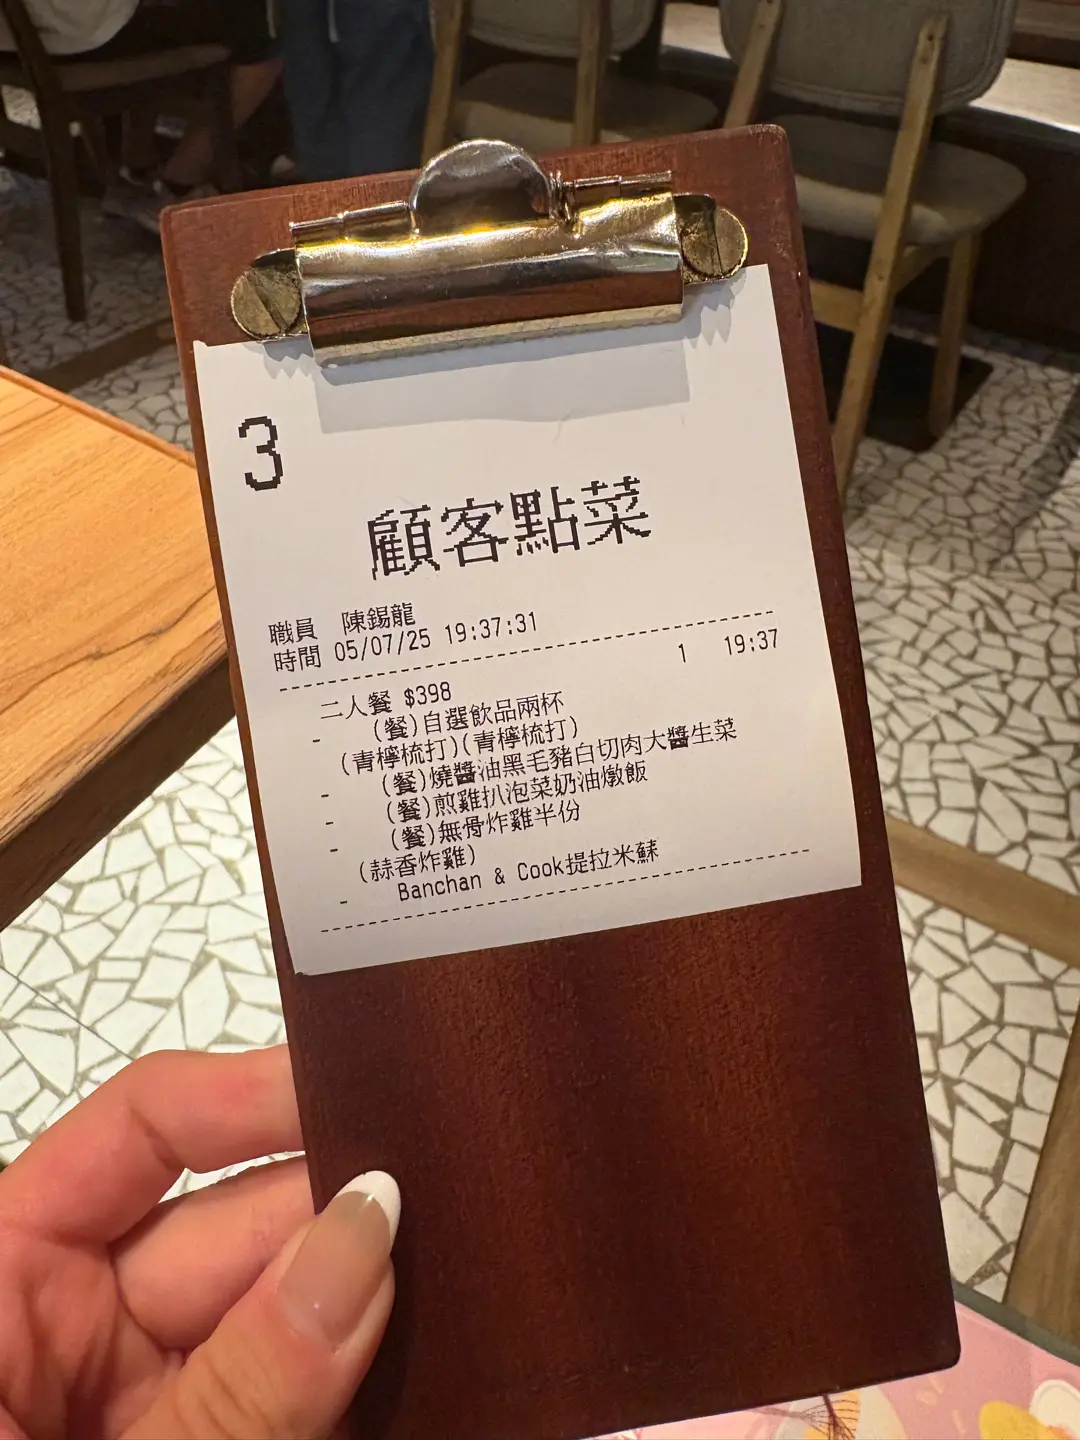 3
顧客點菜
職員 陳錫龍
時間 05/07/25 19:37:31
二人餐 $398 1 19:37
- (餐)自選飲品兩杯
(青檸梳打)(青檸梳打)
- (餐)燒醬油黑毛豬白切肉大醬生菜
- (餐)煎雞扒泡菜奶油燉飯
- (餐)無骨炸雞半份
(蒜香炸雞)
- Banchan & Cook提拉米蘇